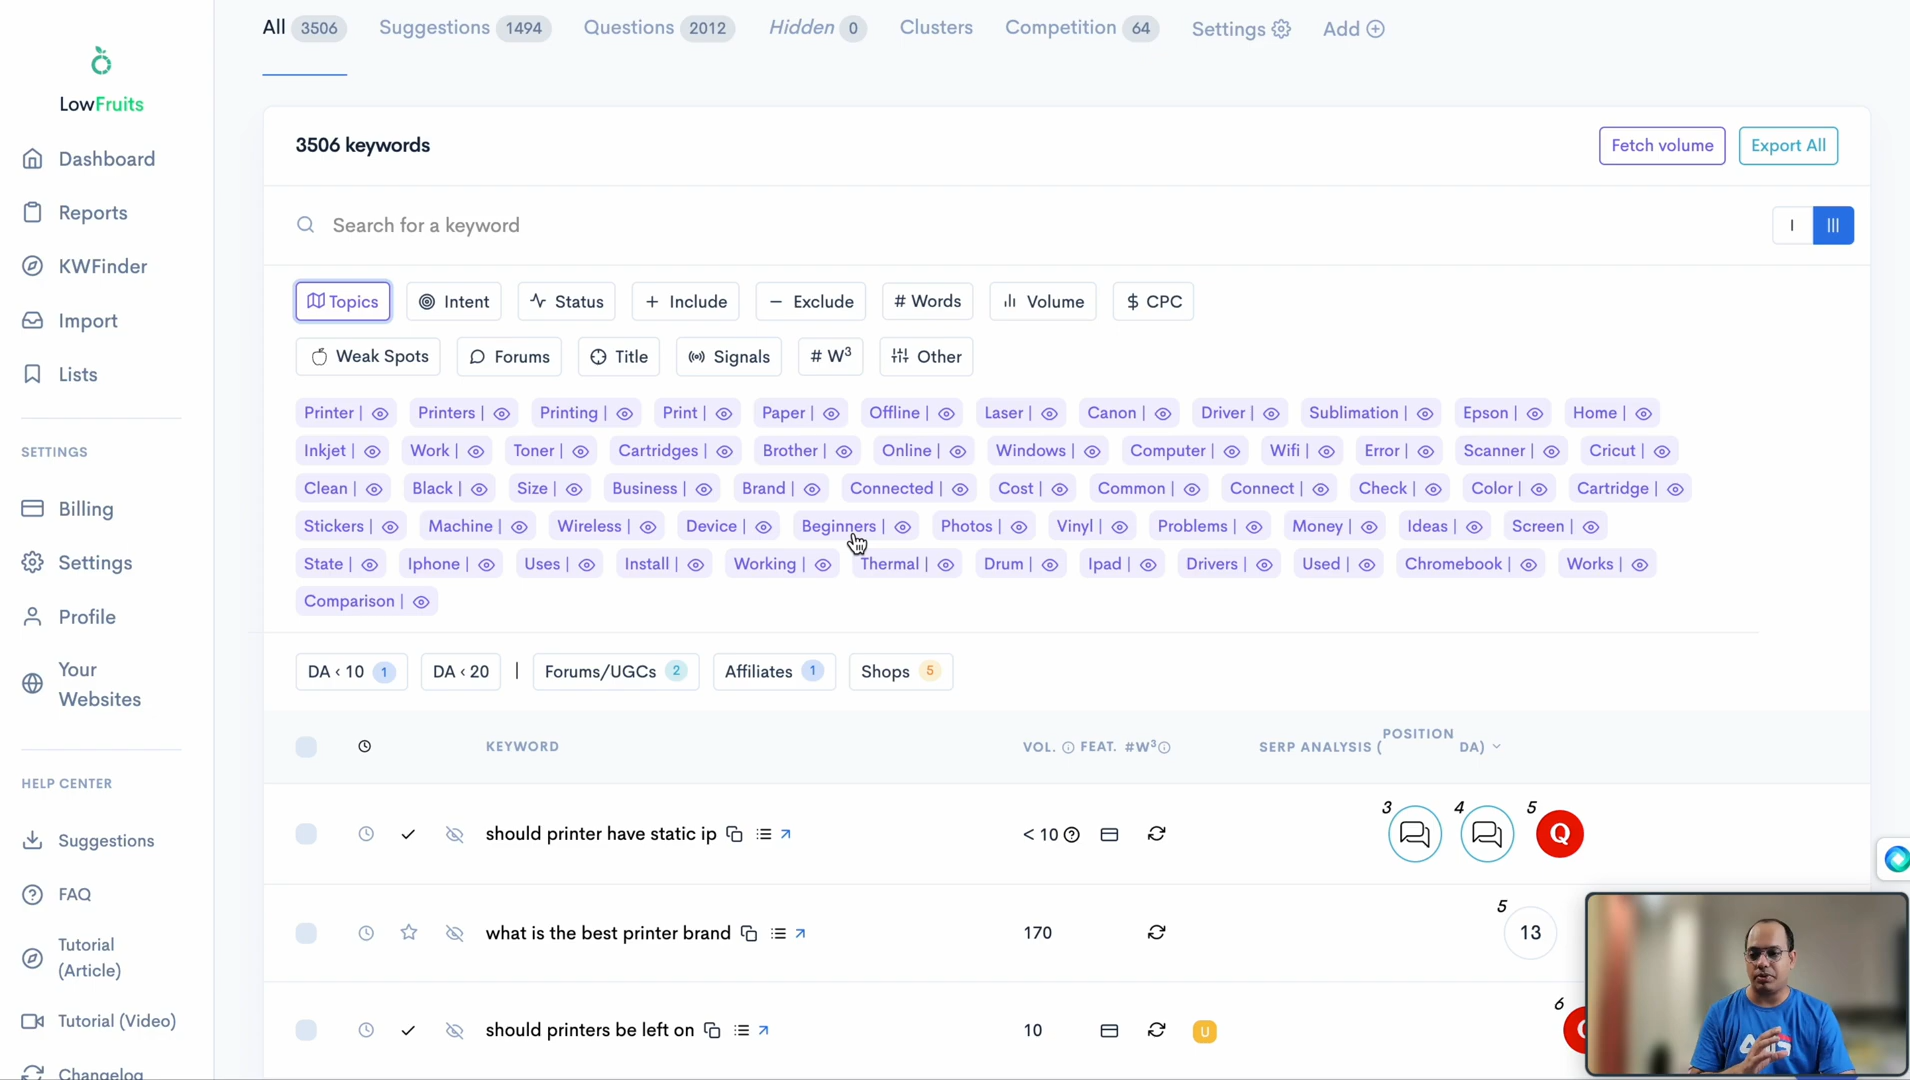 All 3506 Suggestions 1494 Questions 2012 Hidden 0 Clusters Competition 64 Settings Add
LowFruits
Dashboard
Reports
KWFinder
Import
Lists
SETTINGS
Billing
Settings
Profile
Your
Websites
HELP CENTER
Suggestions
FAQ
Tutorial
(Article)
Tutorial (Video)
Changelog
3506 keywords
Fetch volume Export All
Search for a keyword
Topics Intent Status + Include − Exclude # Words Volume $ CPC
Weak Spots Forums Title Signals # W³ Other
Printer | Printers | Printing | Print | Paper | Offline | Laser | Canon | Driver | Sublimation | Epson | Home |
Inkjet | Work | Toner | Cartridges | Brother | Online | Windows | Computer | Wifi | Error | Scanner | Cricut |
Clean | Black | Size | Business | Brand | Connected | Cost | Common | Connect | Check | Color | Cartridge |
Stickers | Machine | Wireless | Device | Beginners | Photos | Vinyl | Problems | Money | Ideas | Screen |
State | Iphone | Uses | Install | Working | Thermal | Drum | Ipad | Drivers | Used | Chromebook | Works |
Comparison |
DA < 10 1 DA < 20 | Forums/UGCs 2 Affiliates 1 Shops 5
KEYWORD VOL. FEAT. #W³ SERP ANALYSIS (POSITION DA)
should printer have static ip < 10 3 4 5 Q
what is the best printer brand 170 5 13
should printers be left on 10 U 6